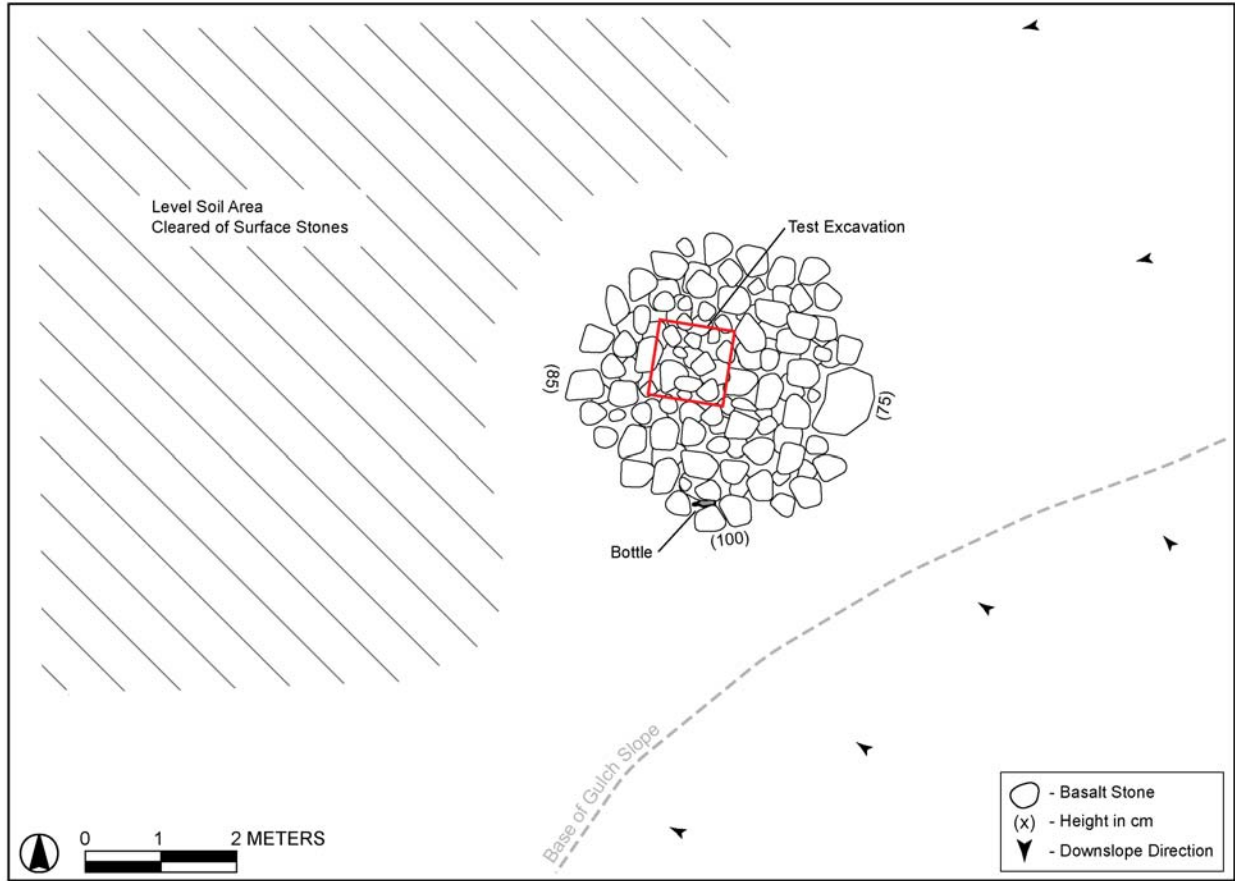 Level Soil Area
Cleared of Surface Stones
Test Excavation
(85)
(57)
Bottle
(100)
Base of Gulch Slope
0 1 2 METERS
- Basalt Stone
(x) - Height in cm
- Downslope Direction